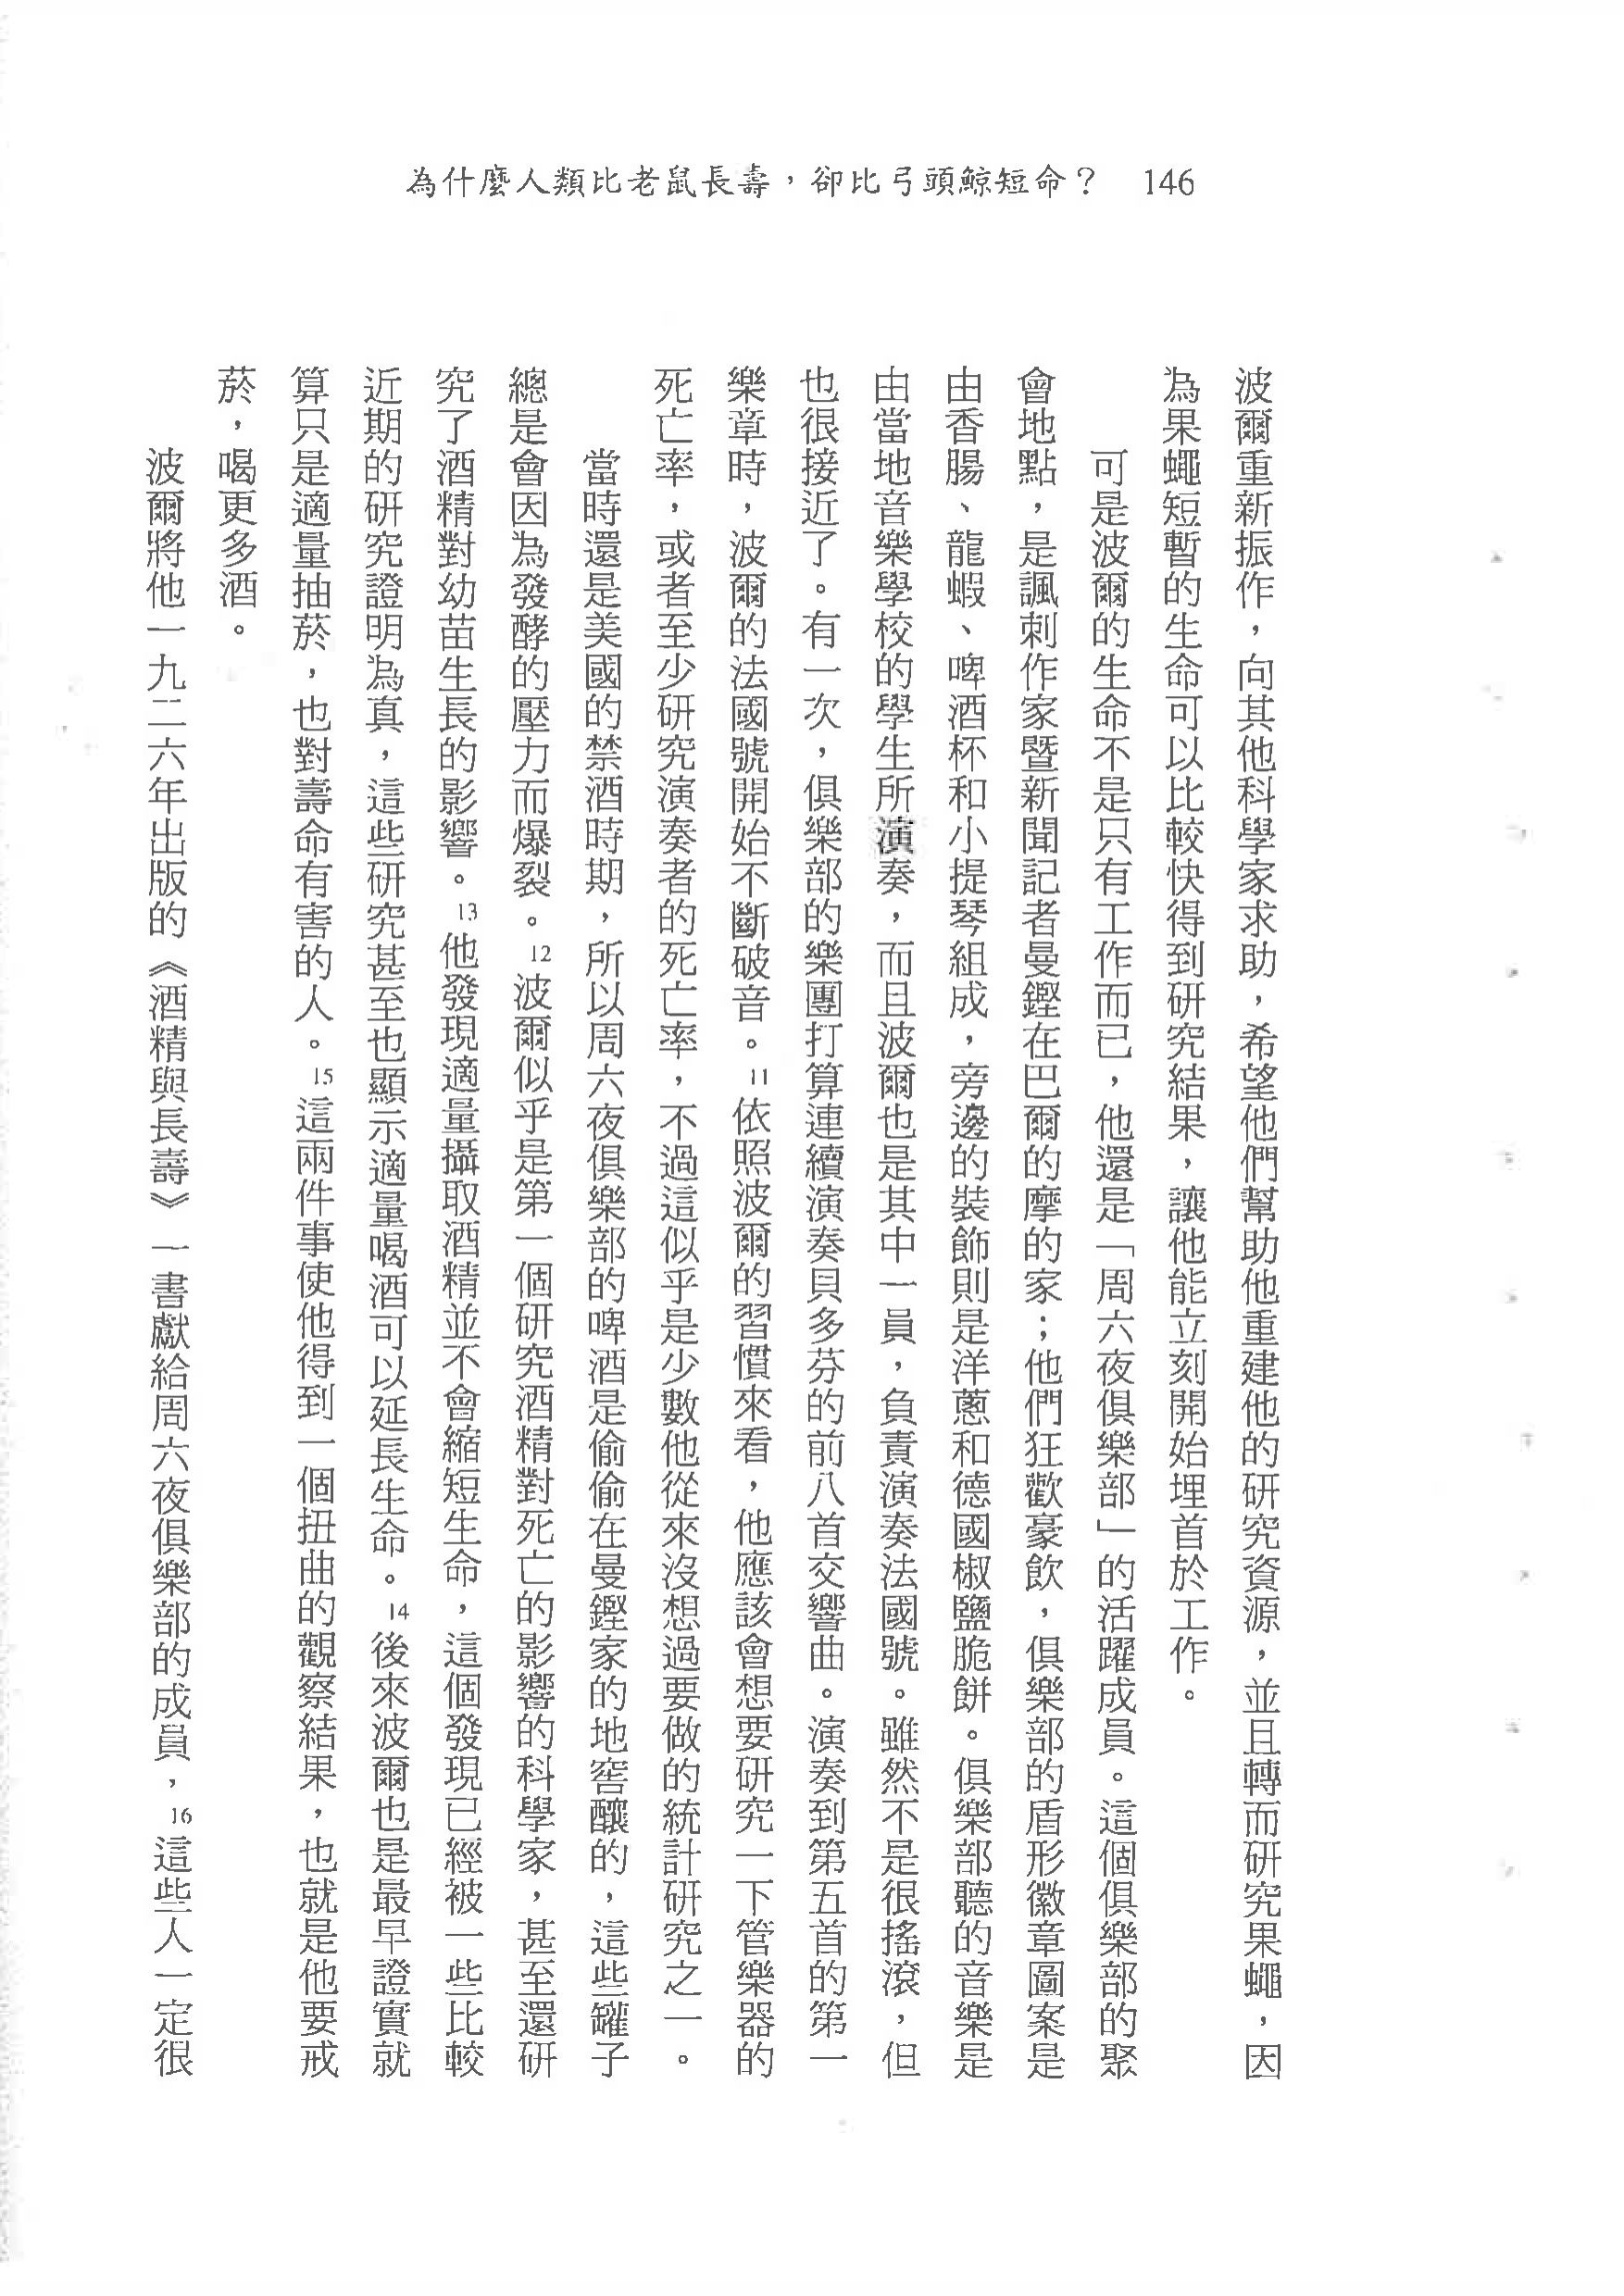 為什麼人類比老鼠長壽，卻比弓頭鯨短命？ 146
波爾重新振作，向其他科學家求助，希望他們幫助他重建他的研究資源，並且轉而研究果蠅，因
為果蠅短暫的生命可以比較快得到研究結果，讓他能立刻開始埋首於工作。
可是波爾的生命不是只有工作而已，他還是「周六夜俱樂部」的活躍成員。這個俱樂部的聚
會地點，是諷刺作家暨新聞記者曼鏗在巴爾的摩的家；他們狂歡豪飲，俱樂部的盾形徽章圖案是
由香腸、龍蝦、啤酒杯和小提琴組成，旁邊的裝飾則是洋蔥和德國椒鹽脆餅。俱樂部聽的音樂是
由當地音樂學校的學生所演奏，而且波爾也是其中一員，負責演奏法國號。雖然不是很搖滾，但
也很接近了。有一次，俱樂部的樂團打算連續演奏貝多芬的前八首交響曲。演奏到第五首的第一
樂章時，波爾的法國號開始不斷破音。11依照波爾的習慣來看，他應該會想要研究一下管樂器的
死亡率，或者至少研究演奏者的死亡率，不過這似乎是少數他從來沒想過要做的統計研究之一。
當時還是美國的禁酒時期，所以周六夜俱樂部的啤酒是偷偷在曼鏗家的地窖釀的，這些罐子
總是會因為發酵的壓力而爆裂。12波爾似乎是第一個研究酒精對死亡的影響的科學家，甚至還研
究了酒精對幼苗生長的影響。13他發現適量攝取酒精並不會縮短生命，這個發現已經被一些比較
近期的研究證明為真，這些研究甚至也顯示適量喝酒可以延長生命。14後來波爾也是最早證實就
算只是適量抽菸，也對壽命有害的人。15這兩件事使他得到一個扭曲的觀察結果，也就是他要戒
菸，喝更多酒。
波爾將他一九二六年出版的《酒精與長壽》一書獻給周六夜俱樂部的成員，16這些人一定很